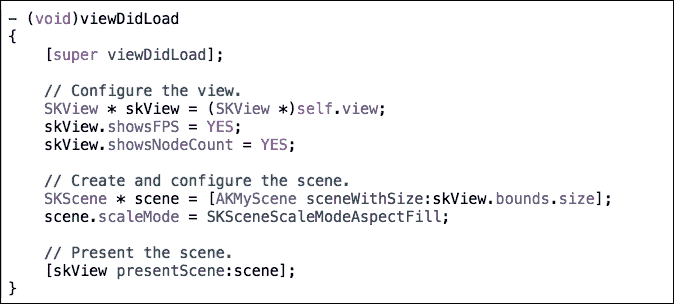 - (void)viewDidLoad
{
    [super viewDidLoad];

    // Configure the view.
    SKView * skView = (SKView *)self.view;
    skView.showsFPS = YES;
    skView.showsNodeCount = YES;

    // Create and configure the scene.
    SKScene * scene = [AKMyScene sceneWithSize:skView.bounds.size];
    scene.scaleMode = SKSceneScaleModeAspectFill;

    // Present the scene.
    [skView presentScene:scene];
}